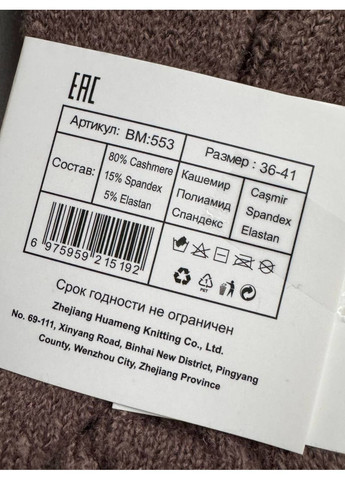 EAC
Артикул: BM:553
Размер : 36-41
Состав:
80% Cashmere
15% Spandex
5% Elastan
Кашемир
Полиамид
Спандекс
Caşmir
Spandex
Elastan
6 975959 215192
PET
Срок годности не ограничен
Zhejiang Huameng Knitting Co., Ltd.
No. 69-111, Xinyang Road, Binhai New District, Pingyang
County, Wenzhou City, Zhejiang Province